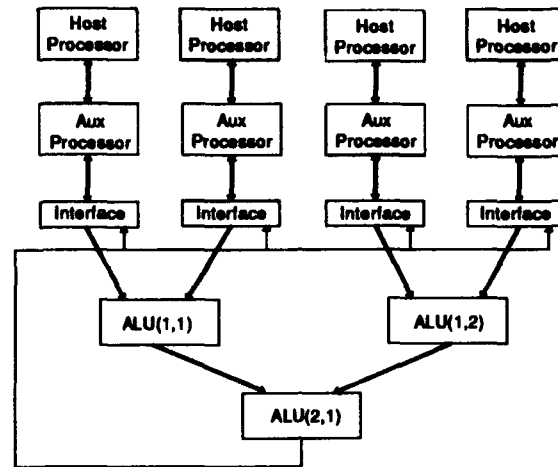 Host
Processor
Host
Processor
Host
Processor
Host
Processor
Aux
Processor
Aux
Processor
Aux
Processor
Aux
Processor
Interface
Interface
Interface
Interface
ALU(1,1)
ALU(1,2)
ALU(2,1)